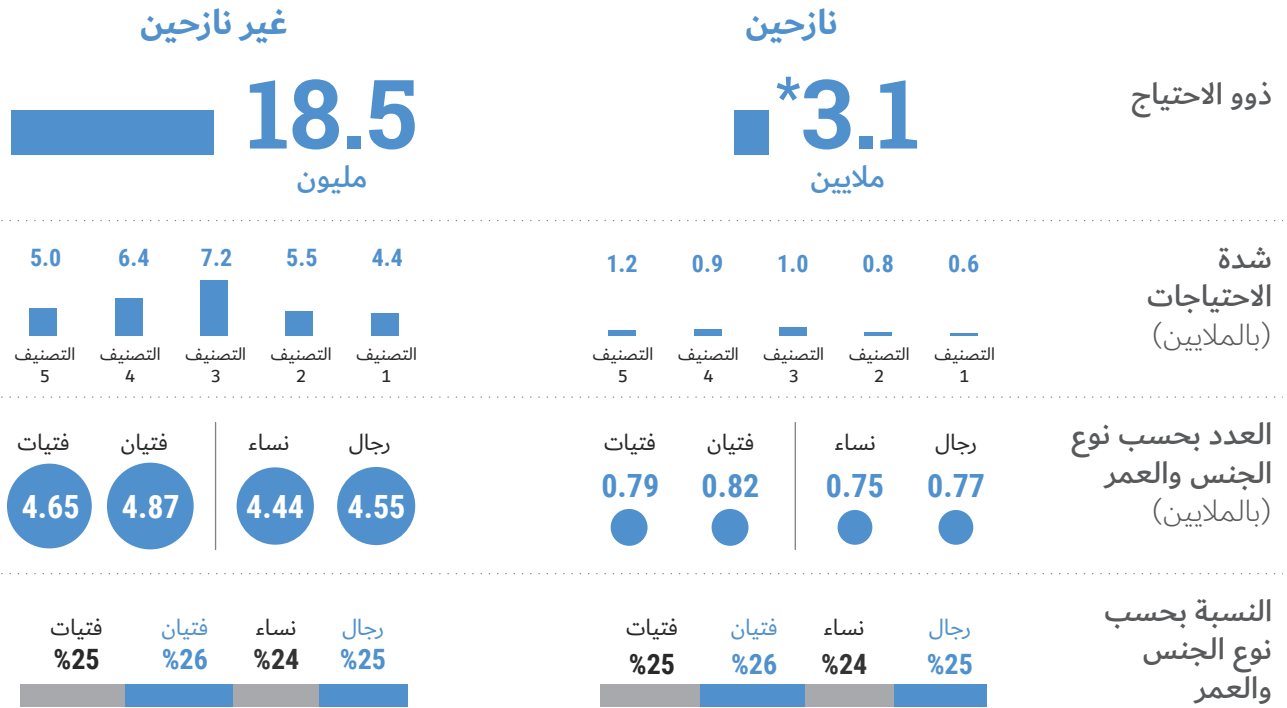 نازحين
غير نازحين
ذوو الاحتياج
3.1*
ملايين
18.5
مليون
شدة
الاحتياجات
(بالملايين)
0.6 0.8 1.0 0.9 1.2
التصنيف التصنيف التصنيف التصنيف التصنيف
1 2 3 4 5
4.4 5.5 7.2 6.4 5.0
التصنيف التصنيف التصنيف التصنيف التصنيف
1 2 3 4 5
العدد بحسب نوع
الجنس والعمر
(بالملايين)
رجال نساء فتيان فتيات
0.77 0.75 0.82 0.79
رجال نساء فتيان فتيات
4.55 4.44 4.87 4.65
النسبة بحسب
نوع الجنس
والعمر
رجال نساء فتيان فتيات
%25 %24 %26 %25
رجال نساء فتيان فتيات
%25 %24 %26 %25